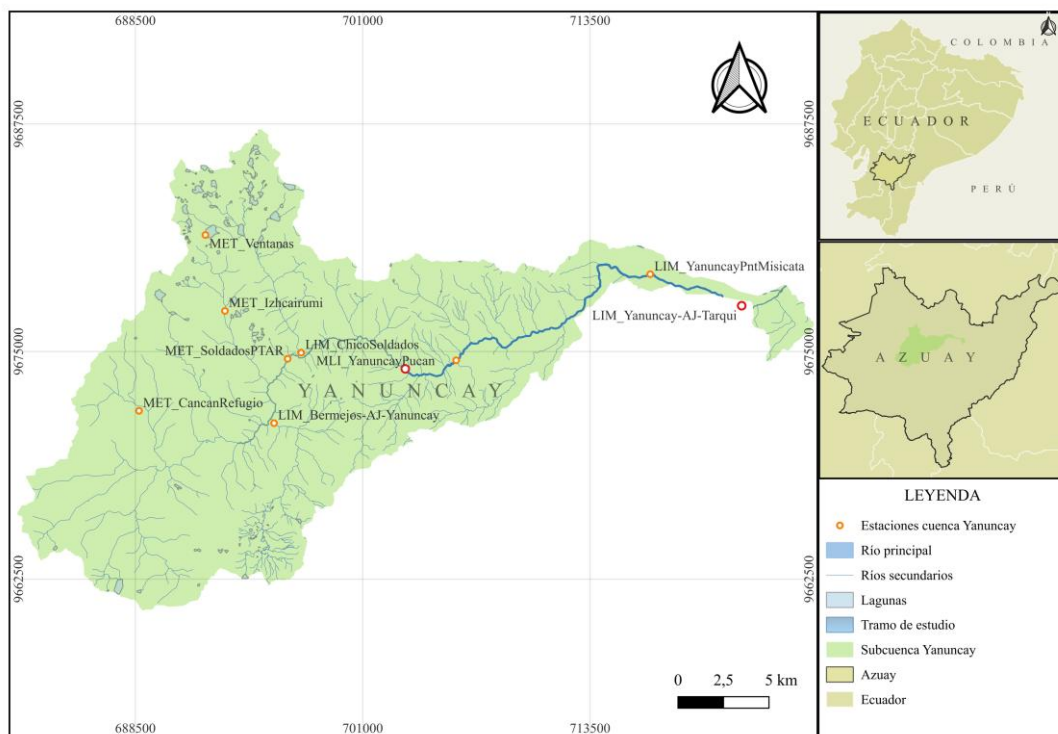 688500
701000
713500
9687500
9687500
MET_Ventanas
LIM_YanuncayPntMisicata
MET_Izhcairumi
LIM_Yanuncay-AJ-Tarqui
LIM_ChicoSoldados
MET_SoldadosPTAR
MLI_YanuncayPucan
9675000
9675000
YANUNCAY
MET_CancanRefugio
LIM_Bermejos-AJ-Yanuncay
9662500
9662500
0 2,5 5 km
688500
701000
713500
COLOMBIA
ECUADOR
PERÚ
AZUAY
LEYENDA
Estaciones cuenca Yanuncay
Río principal
Ríos secundarios
Lagunas
Tramo de estudio
Subcuenca Yanuncay
Azuay
Ecuador